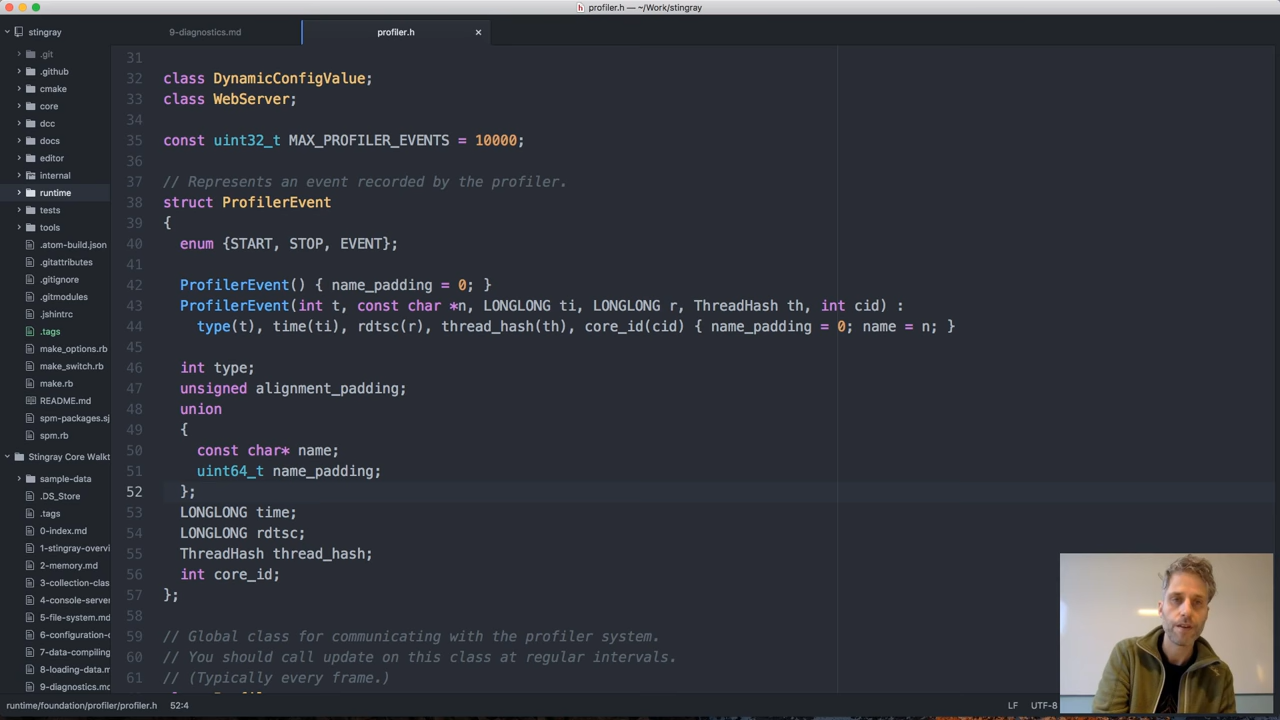 profiler.h — ~/Work/stingray
stingray
9-diagnostics.md
profiler.h
.git
.github
cmake
core
dcc
docs
editor
internal
runtime
tests
tools
.atom-build.json
.gitattributes
.gitignore
.gitmodules
.jshintrc
.tags
make_options.rb
make_switch.rb
make.rb
README.md
spm-packages.sj
spm.rb
Stingray Core Walkt
sample-data
.DS_Store
.tags
0-index.md
1-stingray-overvi
2-memory.md
3-collection-clas
4-console-server
5-file-system.md
6-configuration-c
7-data-compiling
8-loading-data.m
9-diagnostics.md
31
32 class DynamicConfigValue;
33 class WebServer;
34
35 const uint32_t MAX_PROFILER_EVENTS = 10000;
36
37 // Represents an event recorded by the profiler.
38 struct ProfilerEvent
39 {
40 enum {START, STOP, EVENT};
41
42 ProfilerEvent() { name_padding = 0; }
43 ProfilerEvent(int t, const char *n, LONGLONG ti, LONGLONG r, ThreadHash th, int cid) :
44 type(t), time(ti), rdtsc(r), thread_hash(th), core_id(cid) { name_padding = 0; name = n; }
45
46 int type;
47 unsigned alignment_padding;
48 union
49 {
50 const char* name;
51 uint64_t name_padding;
52 };
53 LONGLONG time;
54 LONGLONG rdtsc;
55 ThreadHash thread_hash;
56 int core_id;
57 };
58
59 // Global class for communicating with the profiler system.
60 // You should call update on this class at regular intervals.
61 // (Typically every frame.)
runtime/foundation/profiler/profiler.h 52:4 LF UTF-8